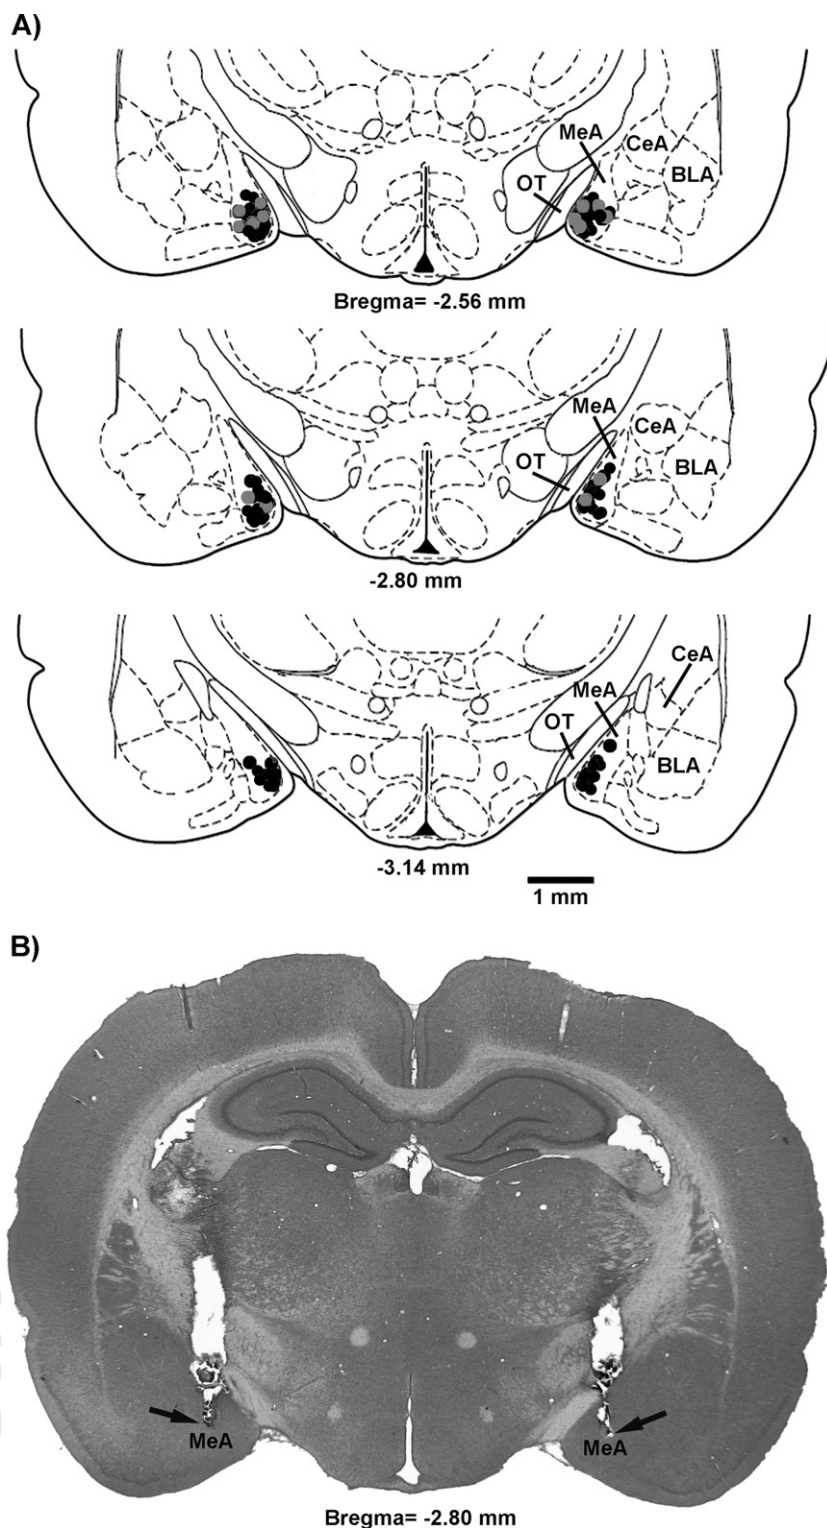 A)
MeA
CeA
OT
BLA
Bregma= -2.56 mm
MeA
CeA
OT
BLA
-2.80 mm
CeA
MeA
OT
BLA
-3.14 mm
1 mm
B)
MeA
MeA
Bregma= -2.80 mm